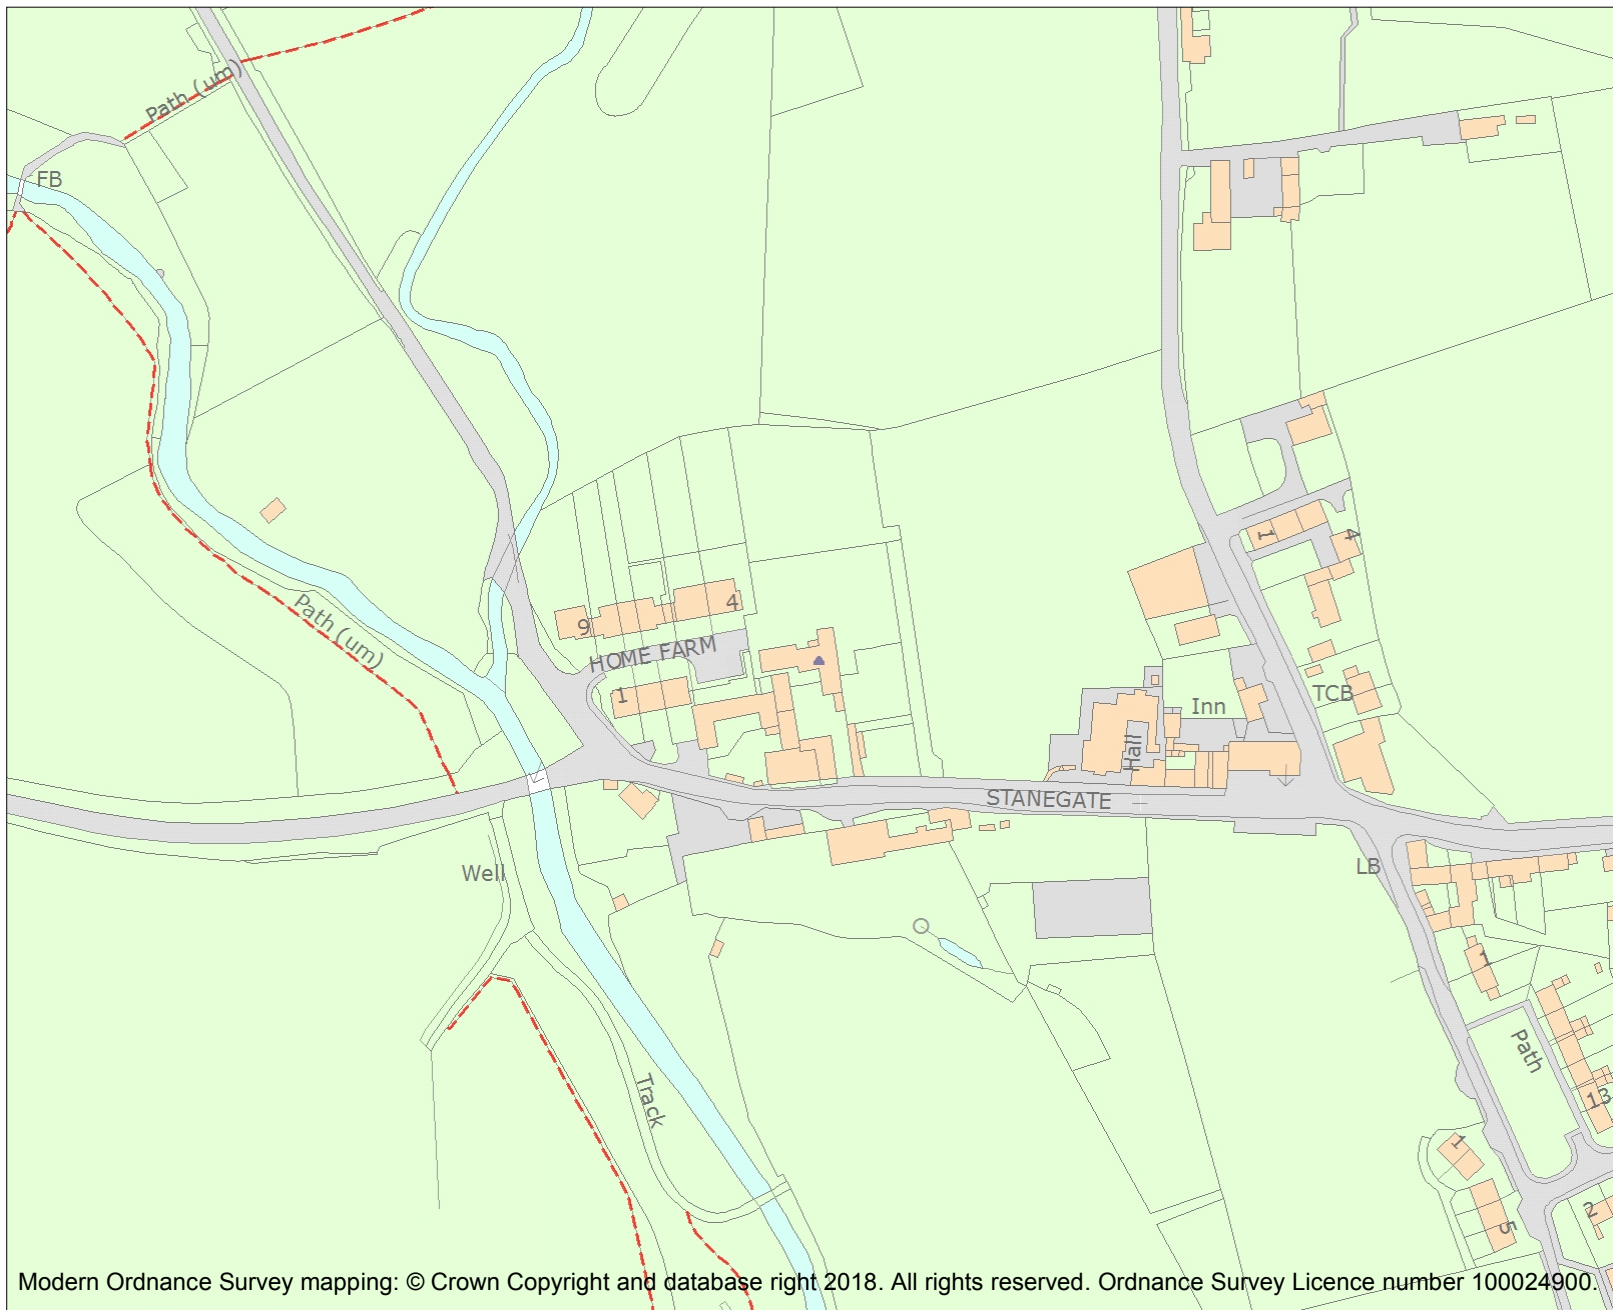 Path (um)
FB
1
4
4
9
HOME FARM
Path (um)
1
TCB
Inn
Hall
STANEGATE
LB
Well
1
Path
13
Track
1
2
5
Modern Ordnance Survey mapping: © Crown Copyright and database right 2018. All rights reserved. Ordnance Survey Licence number 100024900.